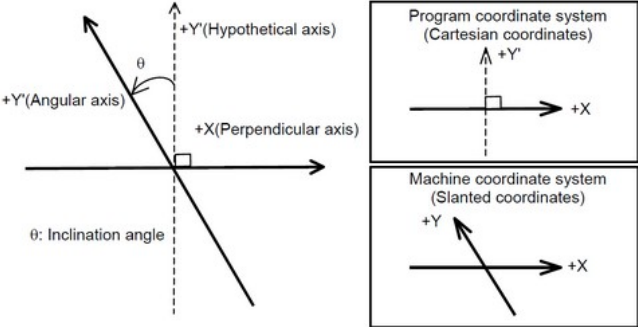 +Y'(Hypothetical axis)
θ
+Y'(Angular axis)
+X(Perpendicular axis)
θ: Inclination angle
Program coordinate system
(Cartesian coordinates)
+Y'
+X
Machine coordinate system
(Slanted coordinates)
+Y
+X